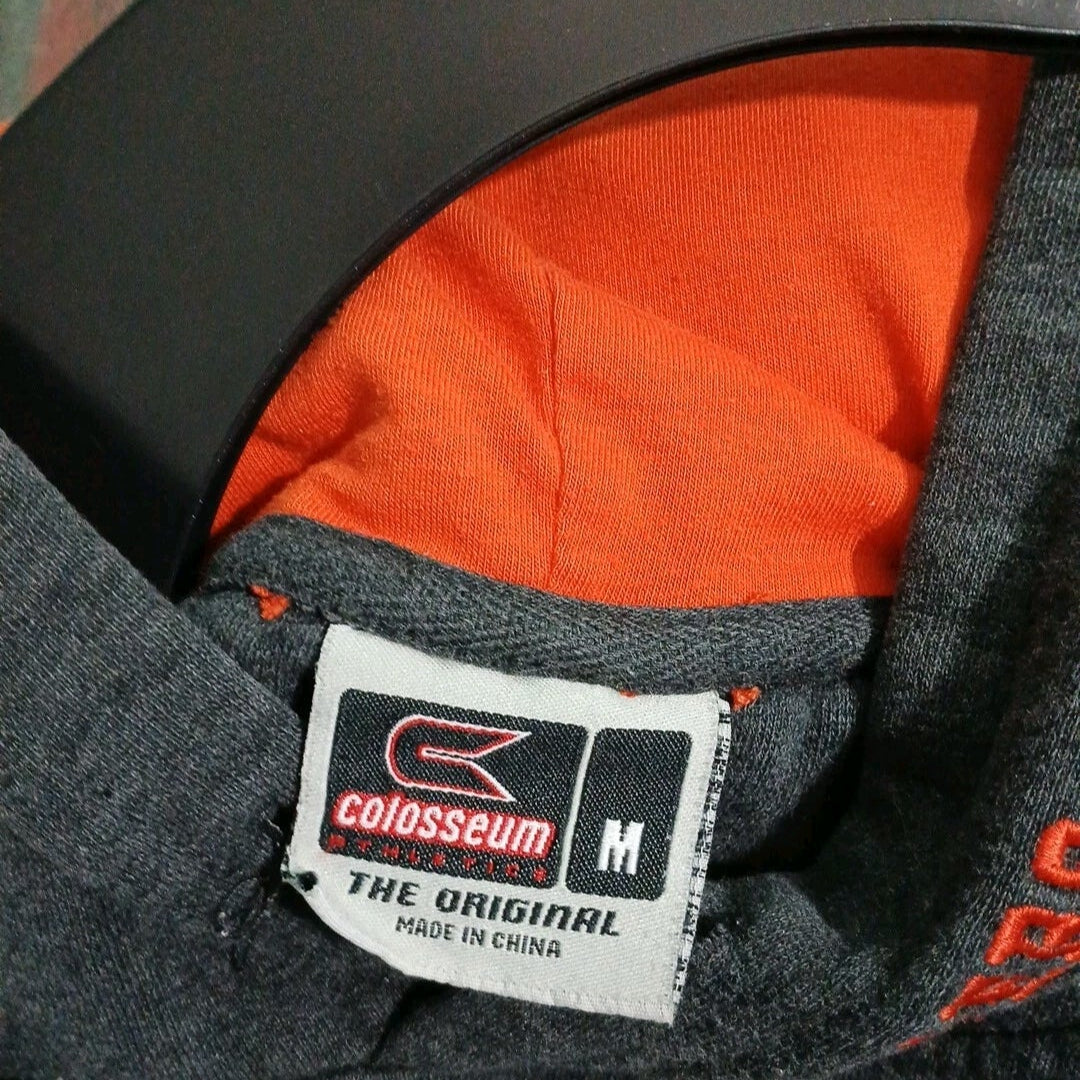 colosseum
ATHLETICS
M
THE ORIGINAL
MADE IN CHINA